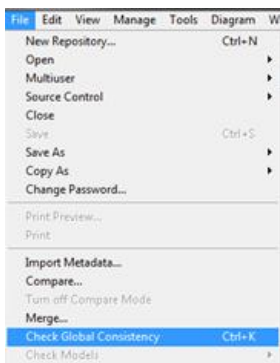 File Edit View Manage Tools Diagram W
New Repository... Ctrl+N
Open
Multiuser
Source Control
Close
Save Ctrl+S
Save As
Copy As
Change Password...
Print Preview...
Print
Import Metadata...
Compare...
Turn off Compare Mode
Merge...
Check Global Consistency Ctrl+K
Check Models